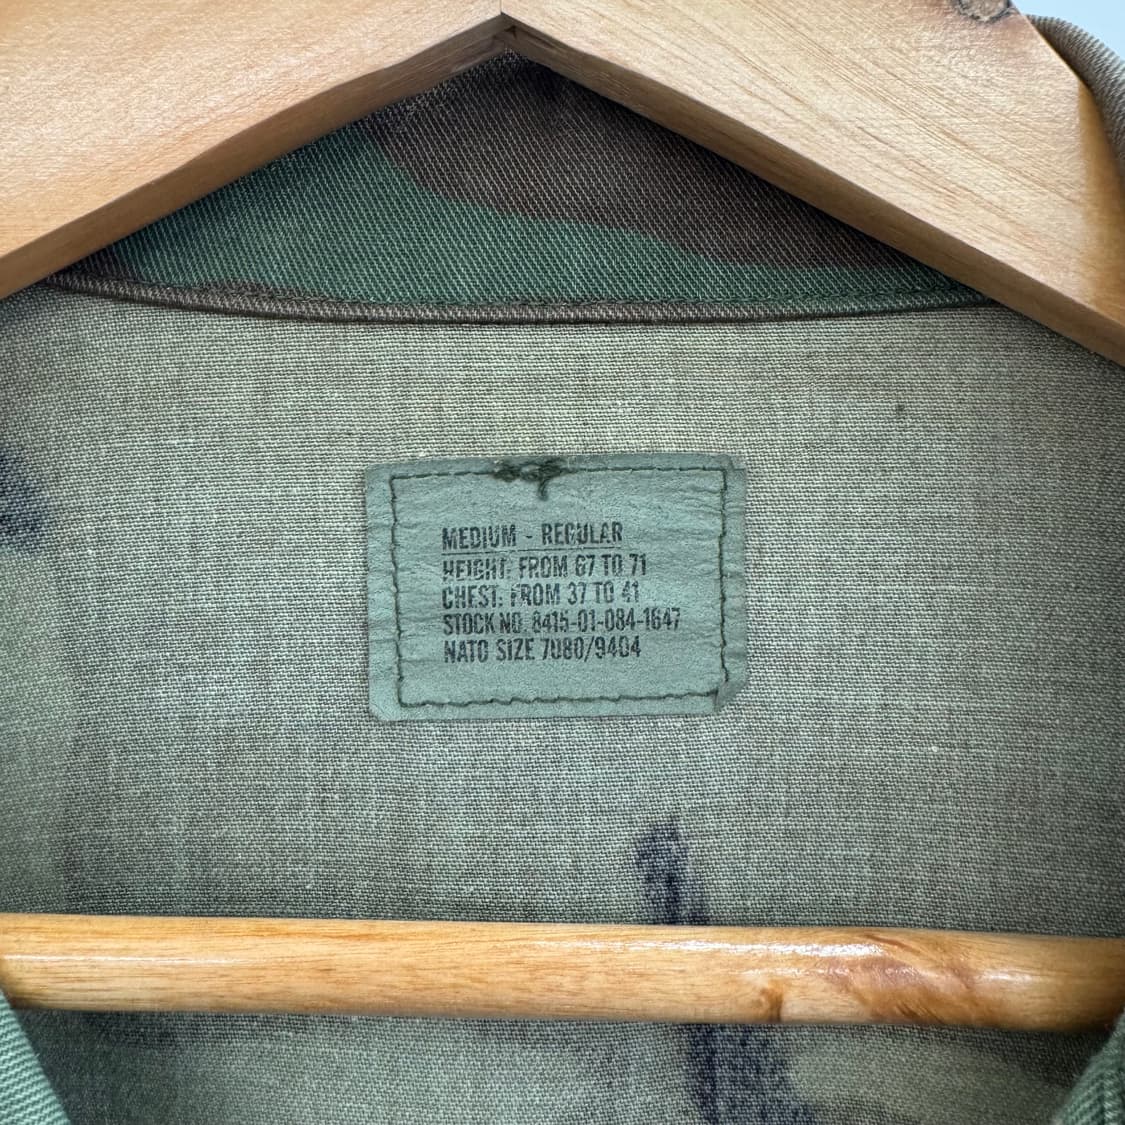 MEDIUM - REGULAR
HEIGHT: FROM 67 TO 71
CHEST: FROM 37 TO 41
STOCK NO. 8415-01-084-1647
NATO SIZE 7080/9404